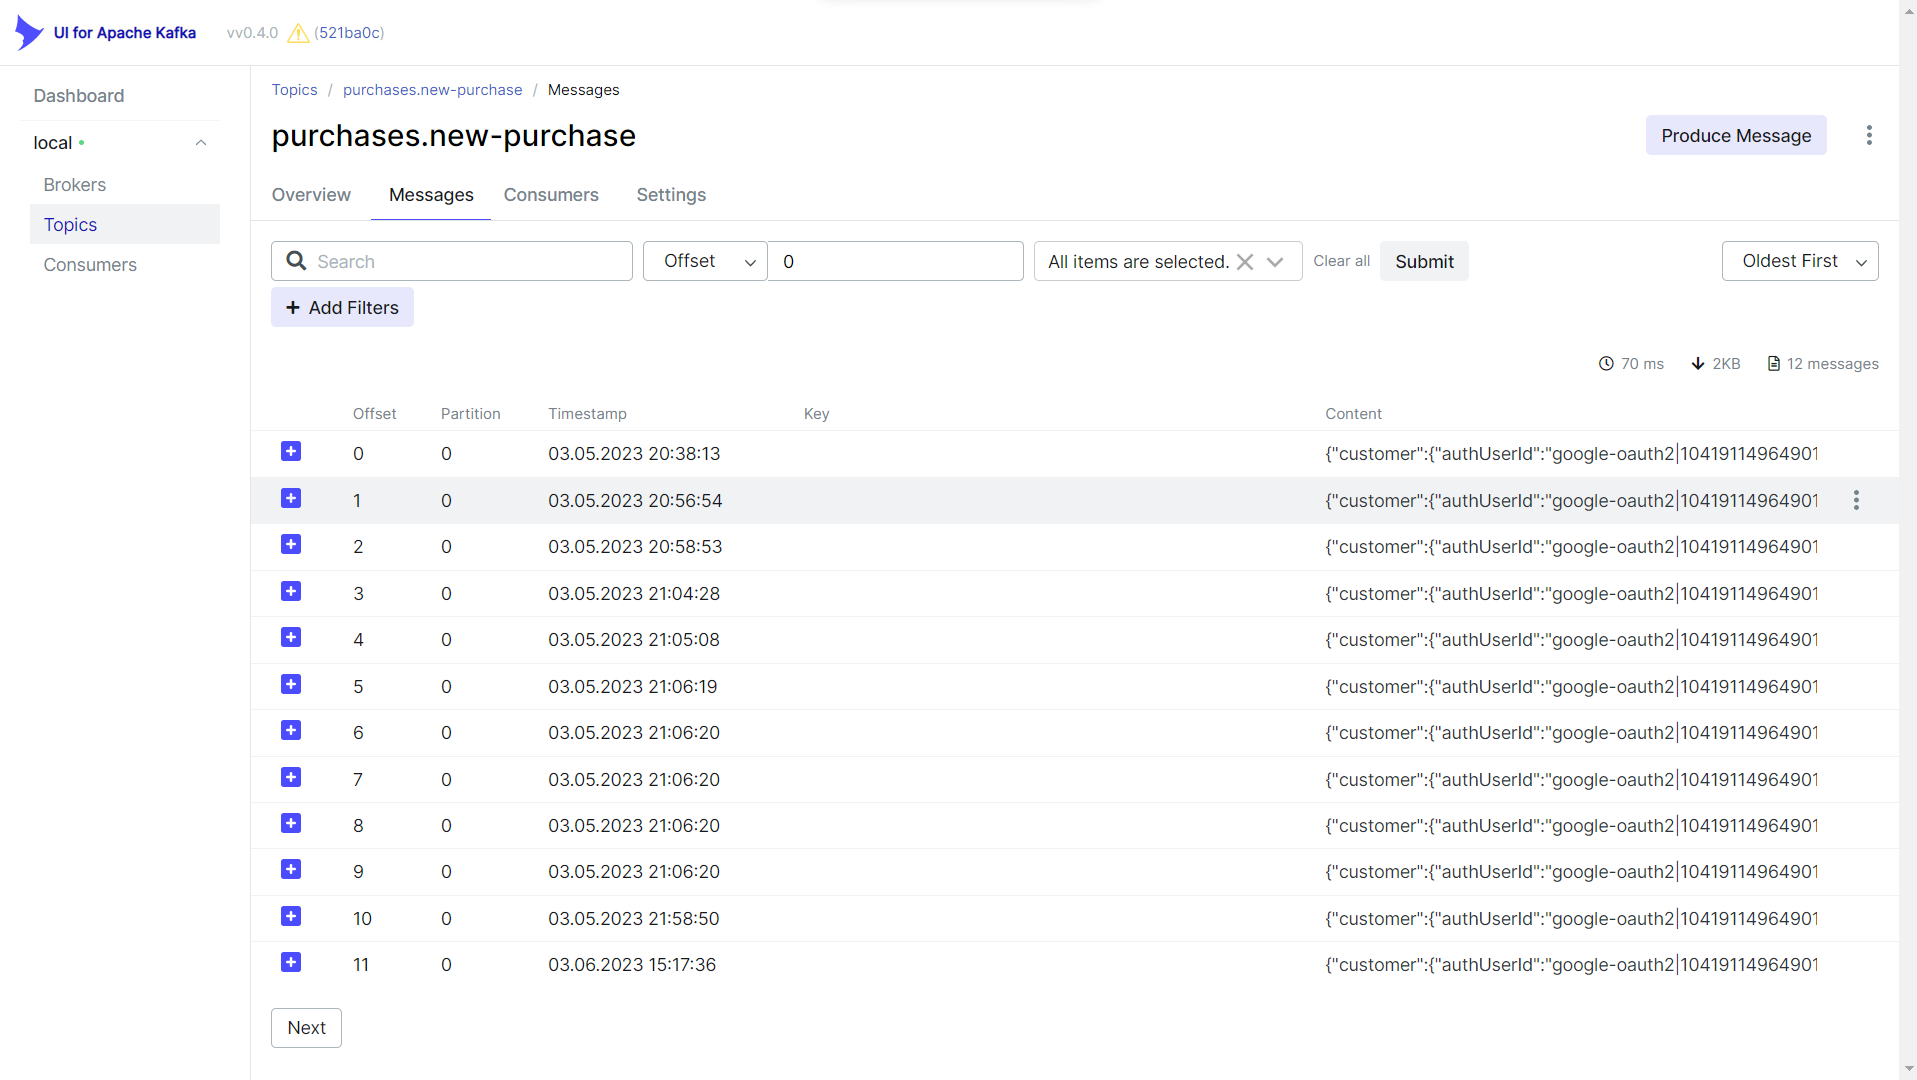 UI for Apache Kafka vv0.4.0 (521ba0c)
Dashboard
local
Brokers
Topics
Consumers
Topics / purchases.new-purchase / Messages
purchases.new-purchase
Produce Message
Overview Messages Consumers Settings
Search Offset 0 All items are selected. Clear all Submit Oldest First
+ Add Filters
70 ms 2KB 12 messages
Offset Partition Timestamp Key Content
0 0 03.05.2023 20:38:13 {"customer":{"authUserId":"google-oauth2|10419114964901
1 0 03.05.2023 20:56:54 {"customer":{"authUserId":"google-oauth2|10419114964901
2 0 03.05.2023 20:58:53 {"customer":{"authUserId":"google-oauth2|10419114964901
3 0 03.05.2023 21:04:28 {"customer":{"authUserId":"google-oauth2|10419114964901
4 0 03.05.2023 21:05:08 {"customer":{"authUserId":"google-oauth2|10419114964901
5 0 03.05.2023 21:06:19 {"customer":{"authUserId":"google-oauth2|10419114964901
6 0 03.05.2023 21:06:20 {"customer":{"authUserId":"google-oauth2|10419114964901
7 0 03.05.2023 21:06:20 {"customer":{"authUserId":"google-oauth2|10419114964901
8 0 03.05.2023 21:06:20 {"customer":{"authUserId":"google-oauth2|10419114964901
9 0 03.05.2023 21:06:20 {"customer":{"authUserId":"google-oauth2|10419114964901
10 0 03.05.2023 21:58:50 {"customer":{"authUserId":"google-oauth2|10419114964901
11 0 03.06.2023 15:17:36 {"customer":{"authUserId":"google-oauth2|10419114964901
Next